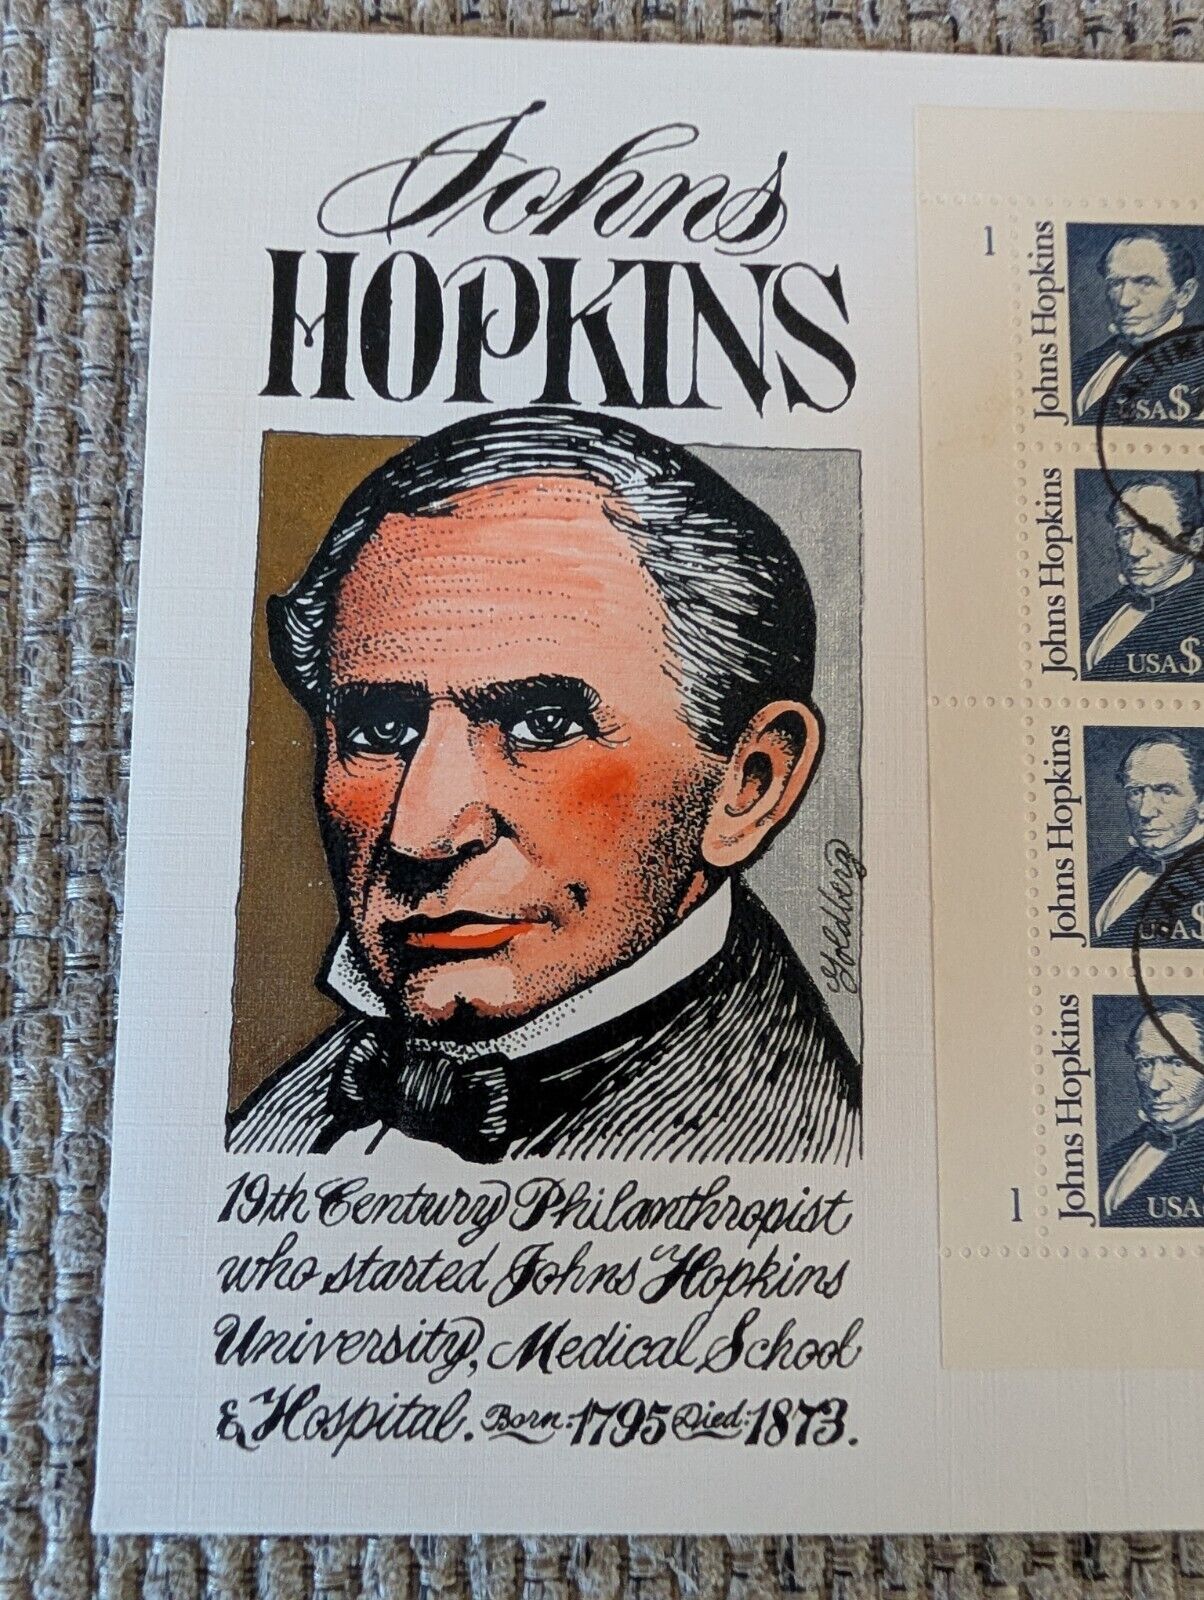 Johns
HOPKINS
Goldberg
19th Century Philanthropist
who started Johns Hopkins
University, Medical School
& Hospital. Born: 1795 Died: 1873.
1
Johns Hopkins
USA $
Johns Hopkins
USA $
Johns Hopkins
USA
1
Johns Hopkins
USA